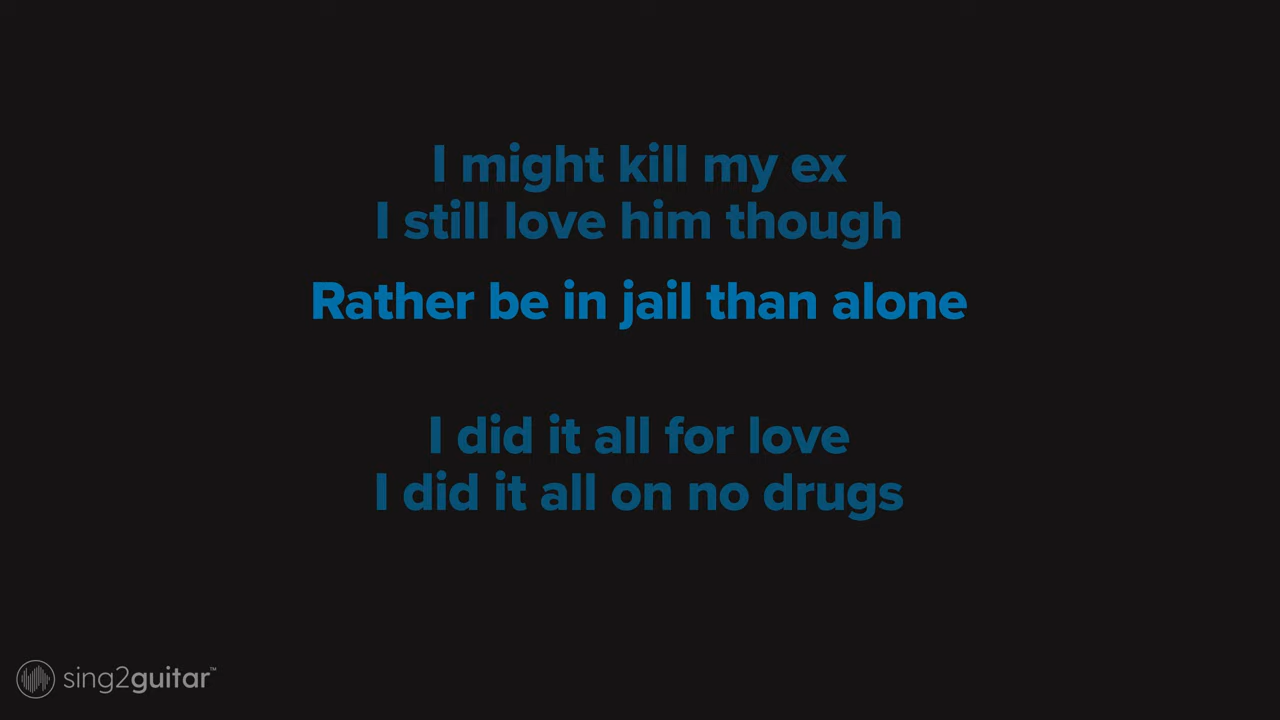 I might kill my ex
I still love him though
Rather be in jail than alone
I did it all for love
I did it all on no drugs
sing2guitar™